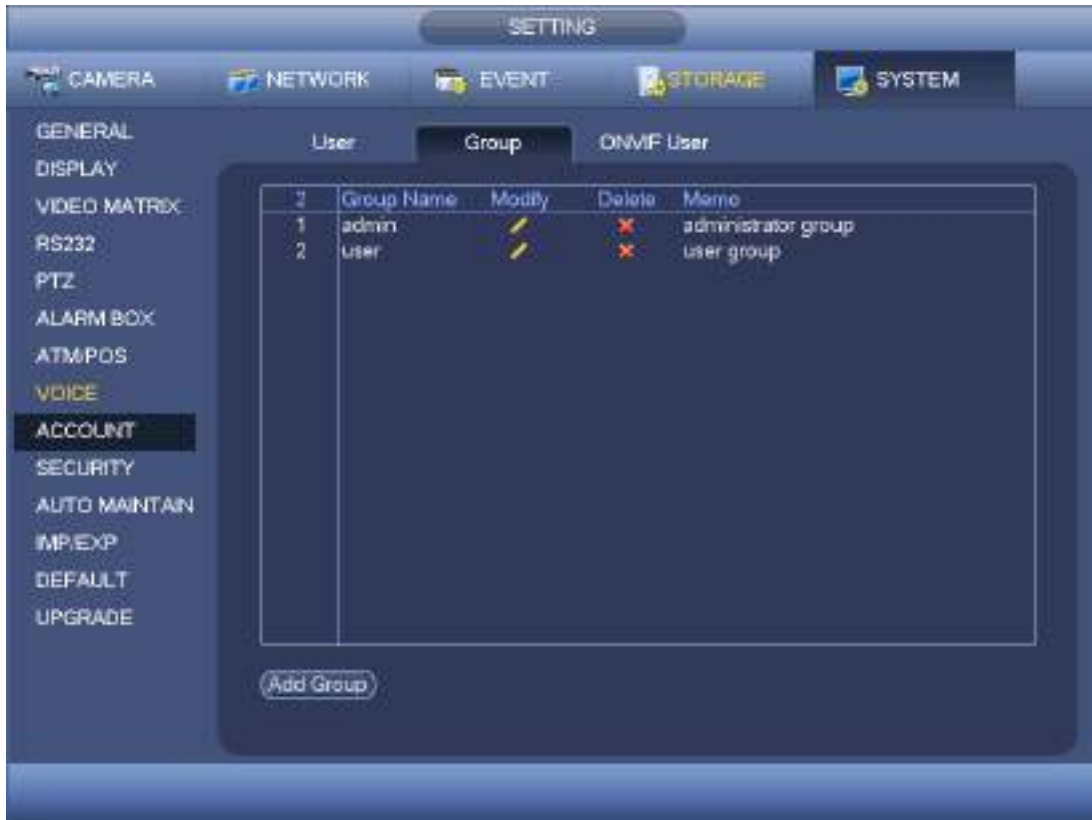 SETTING
CAMERA NETWORK EVENT STORAGE SYSTEM
GENERAL
DISPLAY
VIDEO MATRIX
RS232
PTZ
ALARM BOX
ATM/POS
VOICE
ACCOUNT
SECURITY
AUTO MAINTAIN
IMP/EXP
DEFAULT
UPGRADE
User Group ONVIF User
2 Group Name Modify Delete Memo
1 admin administrator group
2 user user group
Add Group